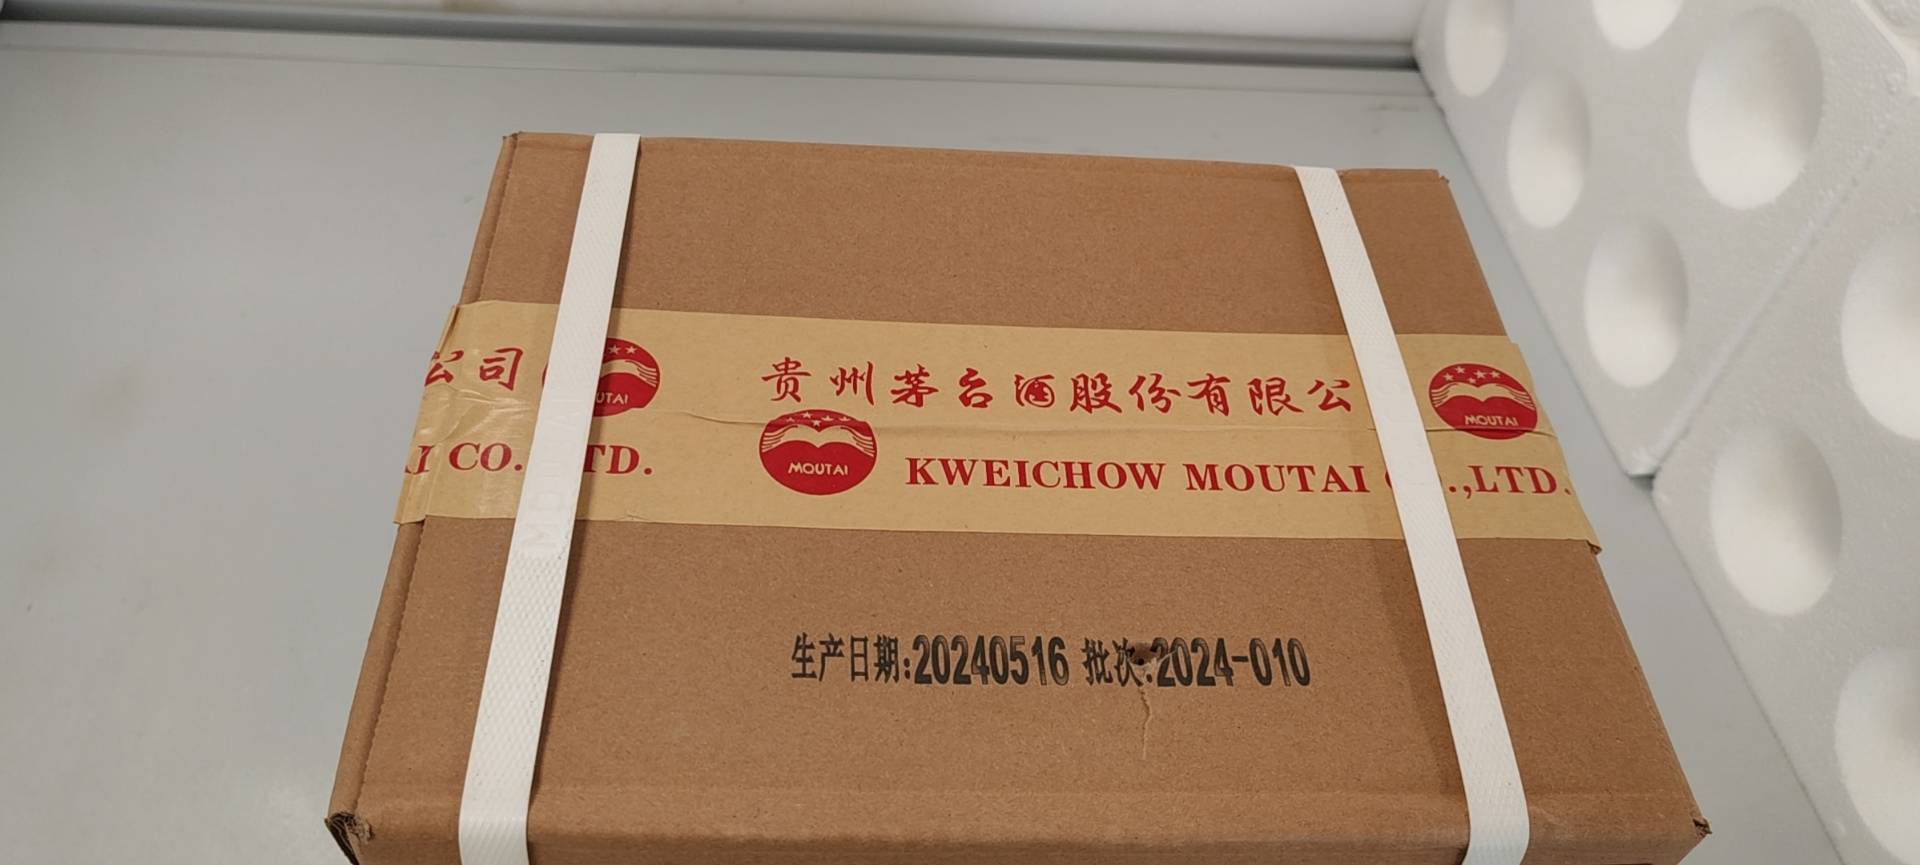 公司
UTAI
贵州茅台酒股份有限公
MOUTAI
CO. TD.
MOUTAI
KWEICHOW MOUTAI .,LTD.
生产日期:20240516 批次:2024-010